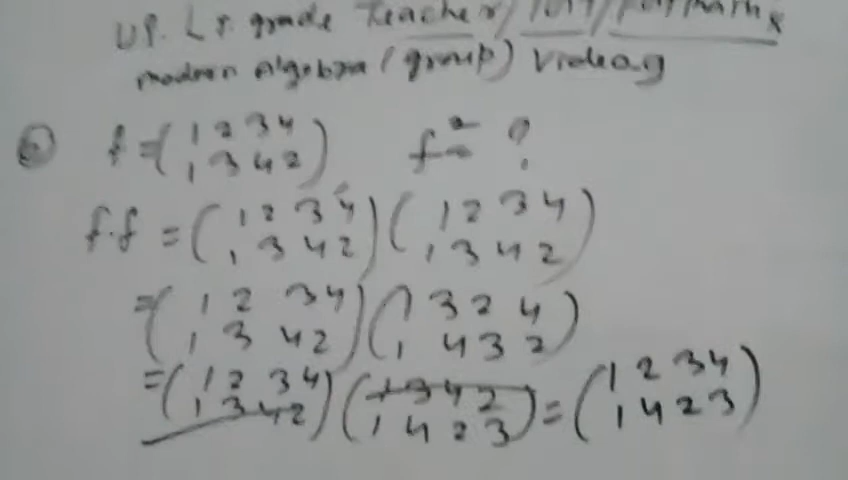 UP. Lt. grade Teacher/
modern Algebra (group) Video 9
f = ( 1 2 3 4 f² = ?
1 3 4 2 )
f.f = ( 1 2 3 4 ) ( 1 2 3 4 )
1 3 4 2 1 3 4 2
= ( 1 2 3 4 ) ( 1 3 2 4 )
1 3 4 2 1 4 3 2
= ( 1 2 3 4 ) ( 1 3 4 2 ) = ( 1 2 3 4 )
1 3 4 2 1 4 2 3 1 4 2 3